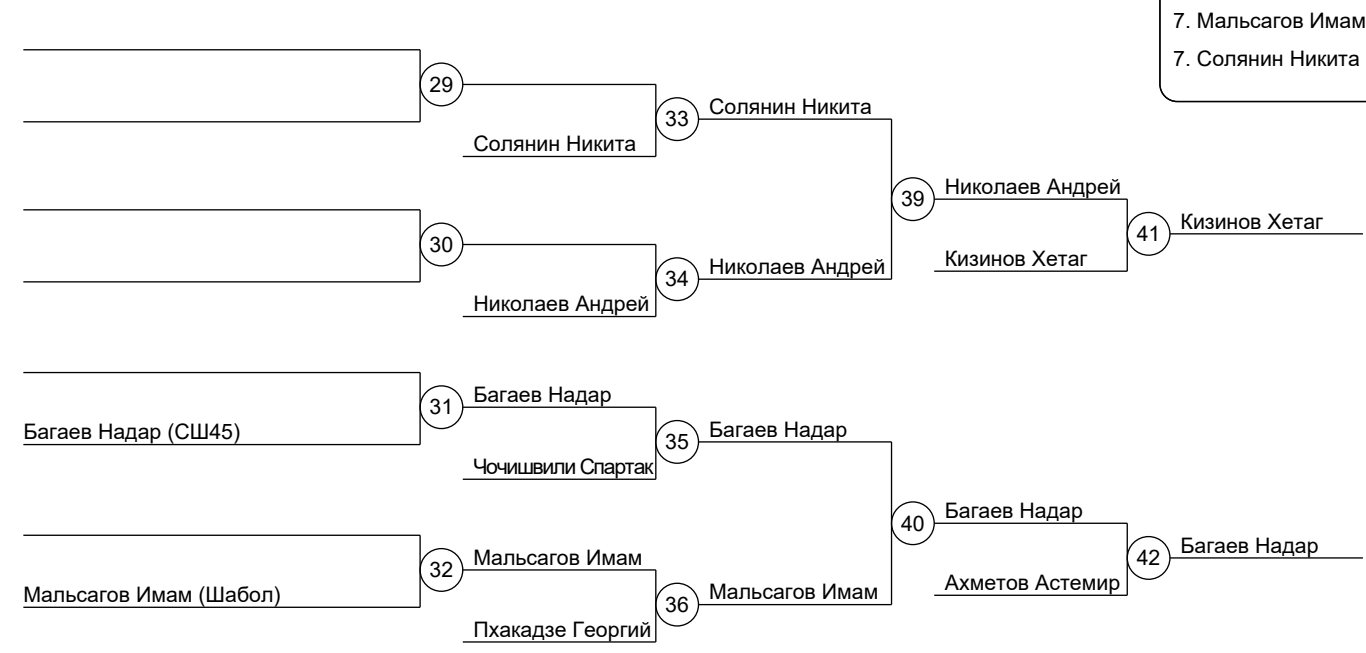 7. Мальсагов Имам
7. Солянин Никита
29
Солянин Никита
33
Солянин Никита
30
Николаев Андрей
34
Николаев Андрей
39
Николаев Андрей
Кизинов Хетаг
41
Кизинов Хетаг
Багаев Надар (СШ45)
31
Багаев Надар
Чочишвили Спартак
35
Багаев Надар
Мальсагов Имам (Шабол)
32
Мальсагов Имам
Пхакадзе Георгий
36
Мальсагов Имам
40
Багаев Надар
Ахметов Астемир
42
Багаев Надар